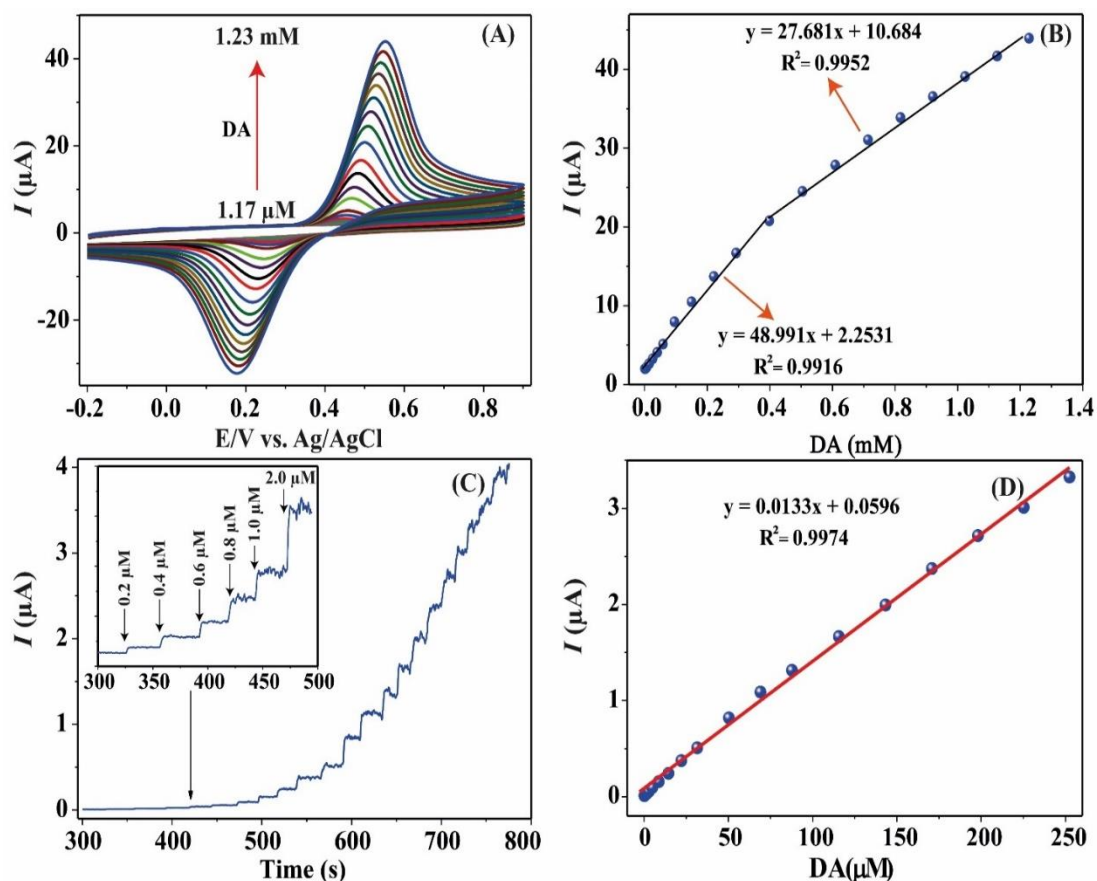 (A)
1.23 mM
DA
1.17 μM
I (μA)
40
20
0
-20
-0.2 0.0 0.2 0.4 0.6 0.8
E/V vs. Ag/AgCl
(B)
y = 27.681x + 10.684
R² = 0.9952
y = 48.991x + 2.2531
R² = 0.9916
I (μA)
40
30
20
10
0
0.0 0.2 0.4 0.6 0.8 1.0 1.2 1.4
DA (mM)
(C)
0.2 μM
0.4 μM
0.6 μM
0.8 μM
1.0 μM
2.0 μM
300 350 400 450 500
I (μA)
4
3
2
1
0
300 400 500 600 700 800
Time (s)
(D)
y = 0.0133x + 0.0596
R² = 0.9974
I (μA)
3
2
1
0
0 50 100 150 200 250
DA(μM)